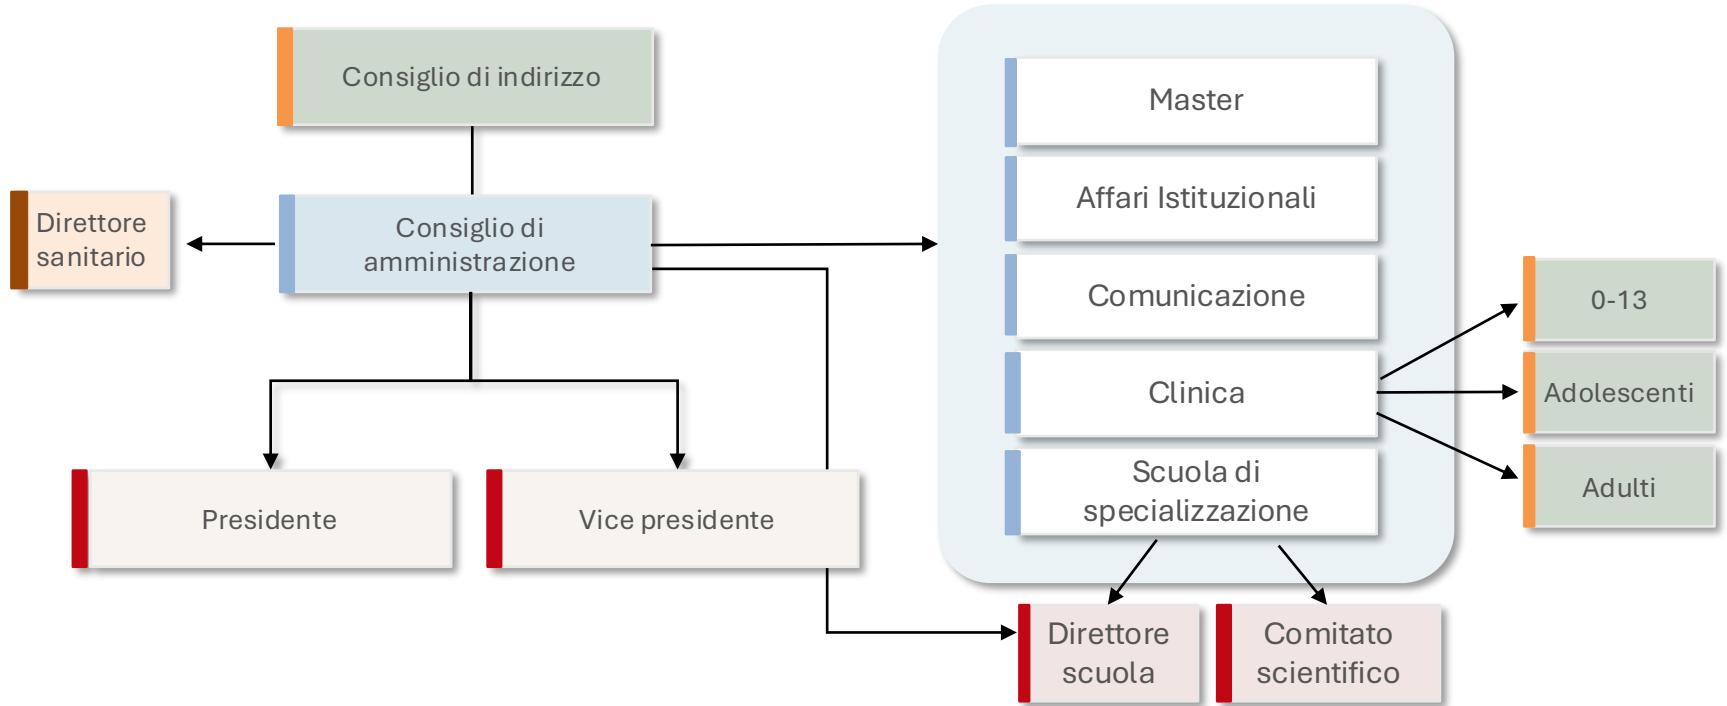 Consiglio di indirizzo
Direttore
sanitario
Consiglio di
amministrazione
Presidente
Vice presidente
Master
Affari Istituzionali
Comunicazione
Clinica
Scuola di
specializzazione
0-13
Adolescenti
Adulti
Direttore
scuola
Comitato
scientifico